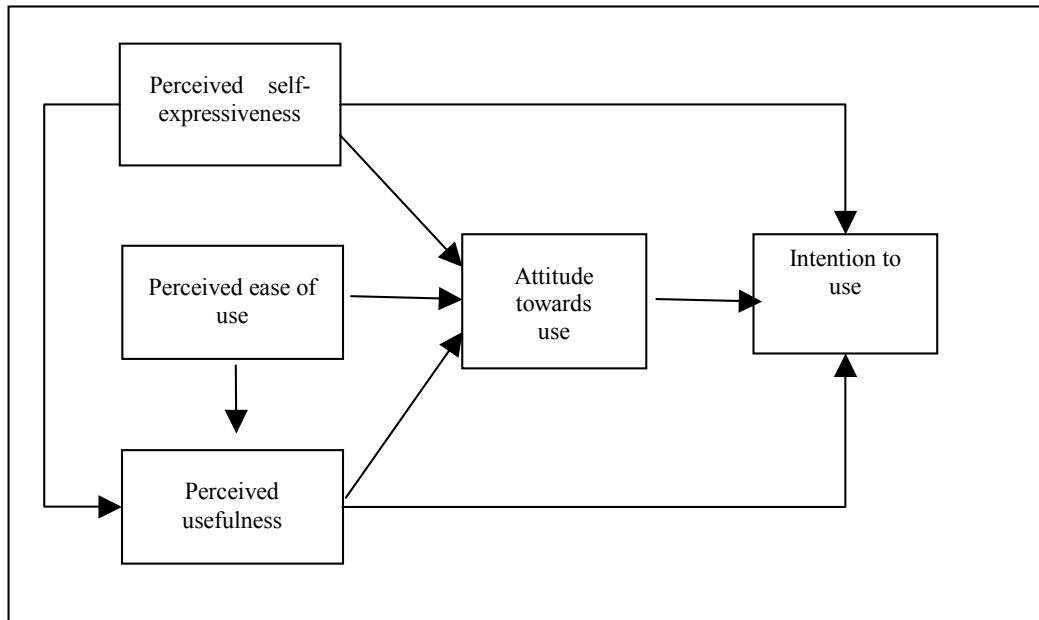 Perceived self-
expressiveness
Perceived ease of
use
Attitude
towards
use
Intention to
use
Perceived
usefulness